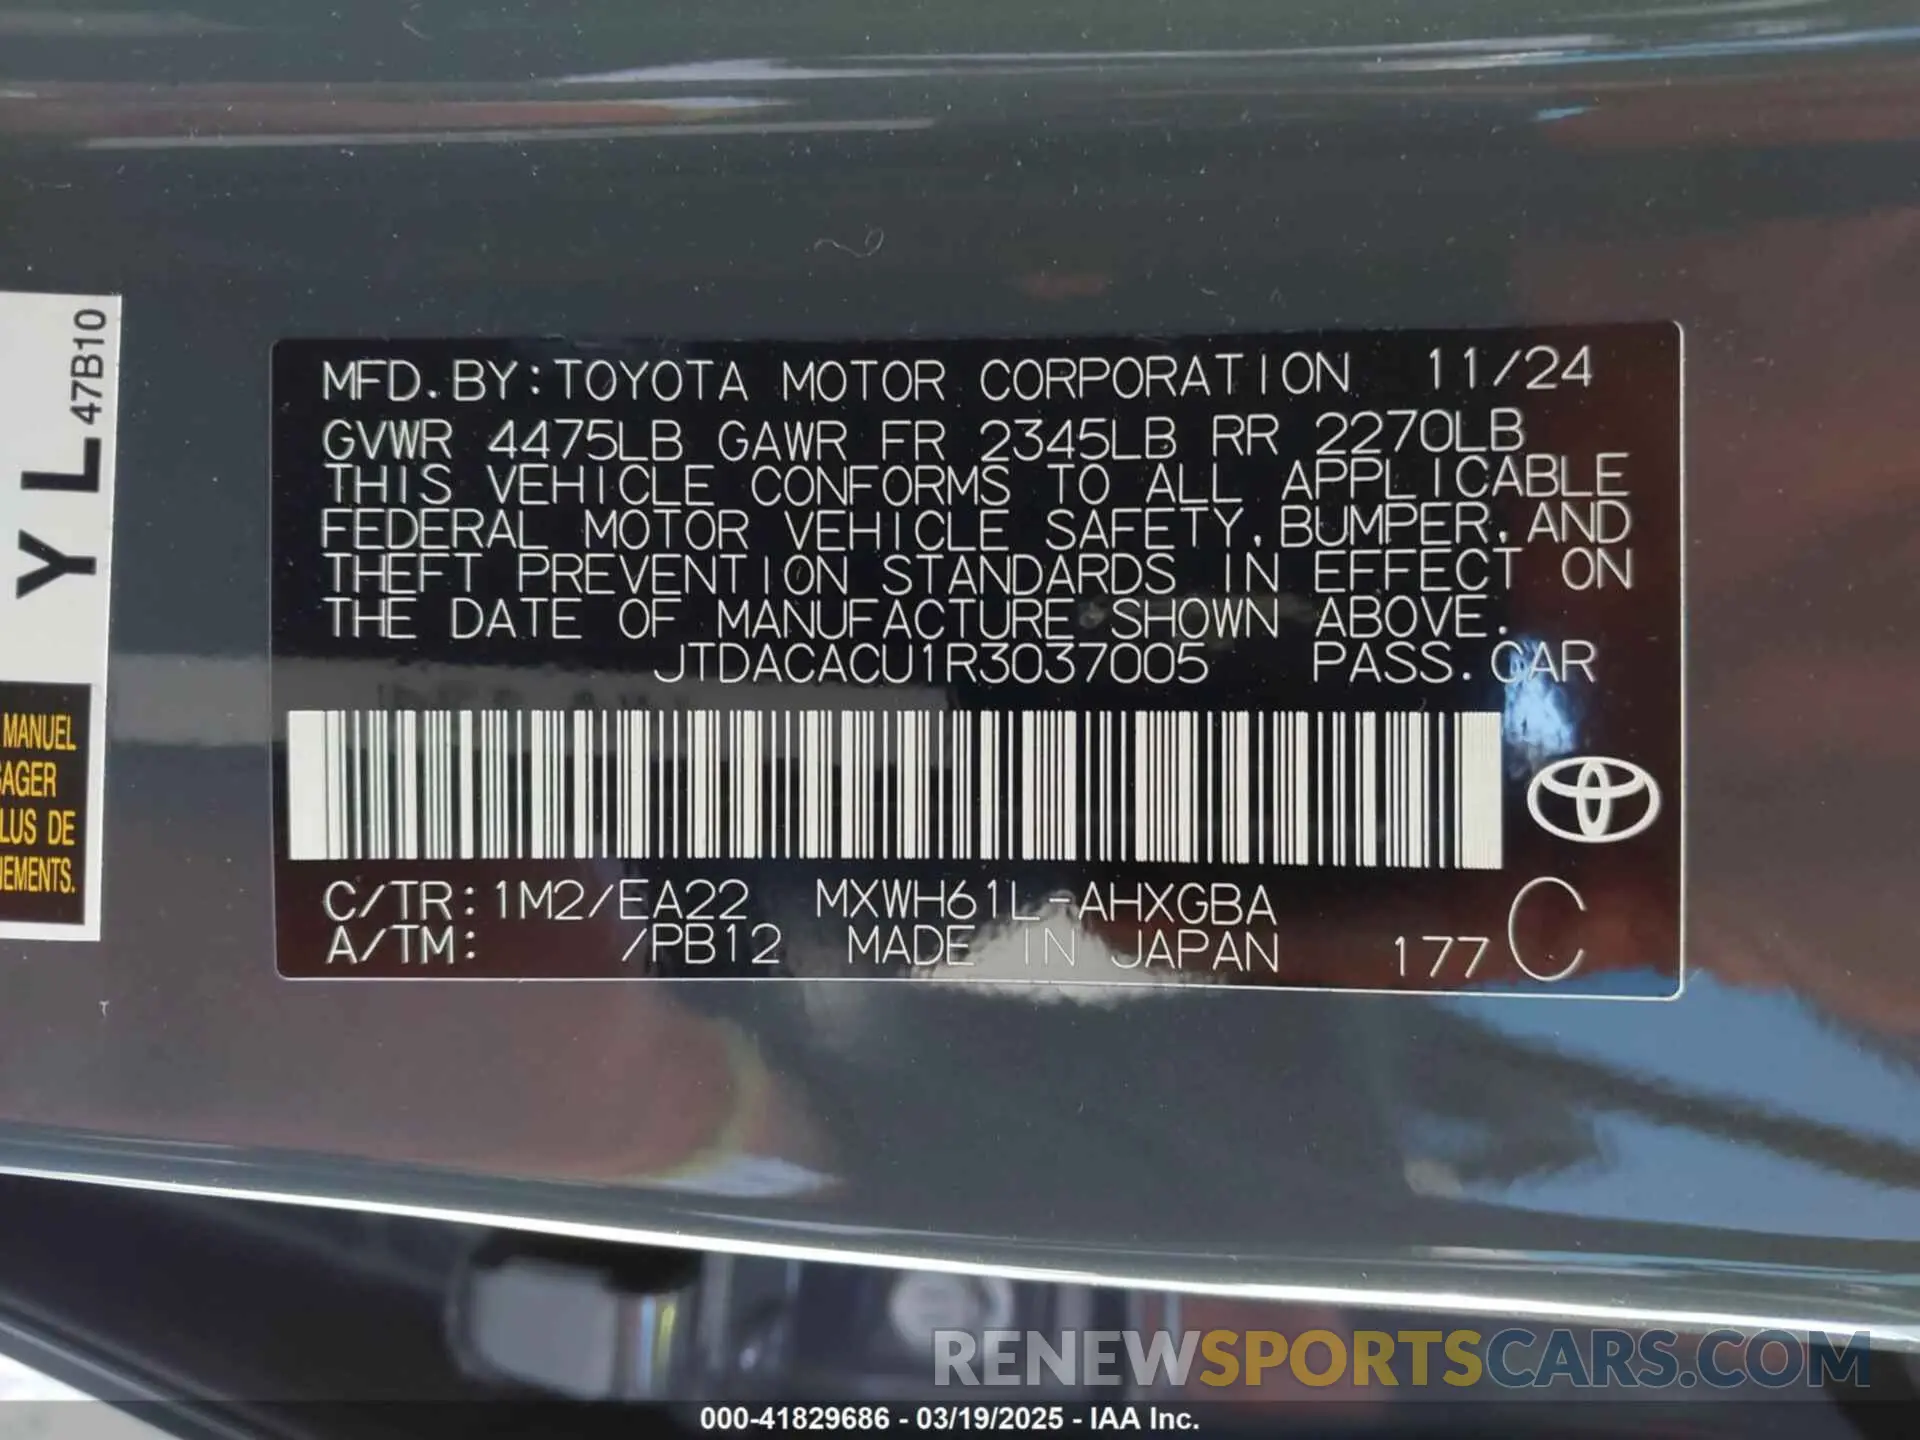 MFD.BY:TOYOTA MOTOR CORPORATION 11/24
GVWR 4475LB GAWR FR 2345LB RR 2270LB
THIS VEHICLE CONFORMS TO ALL APPLICABLE
FEDERAL MOTOR VEHICLE SAFETY,BUMPER,AND
THEFT PREVENTION STANDARDS IN EFFECT ON
THE DATE OF MANUFACTURE SHOWN ABOVE.
JTDACACU1R3037005 PASS.CAR
C/TR:1M2/EA22 MXWH61L-AHXGBA
A/TM: /PB12 MADE IN JAPAN 177 C
YL 47B10
MANUEL
LUS DE
RENEWSPORTSCARS.COM
000-41829686 - 03/19/2025 - IAA Inc.